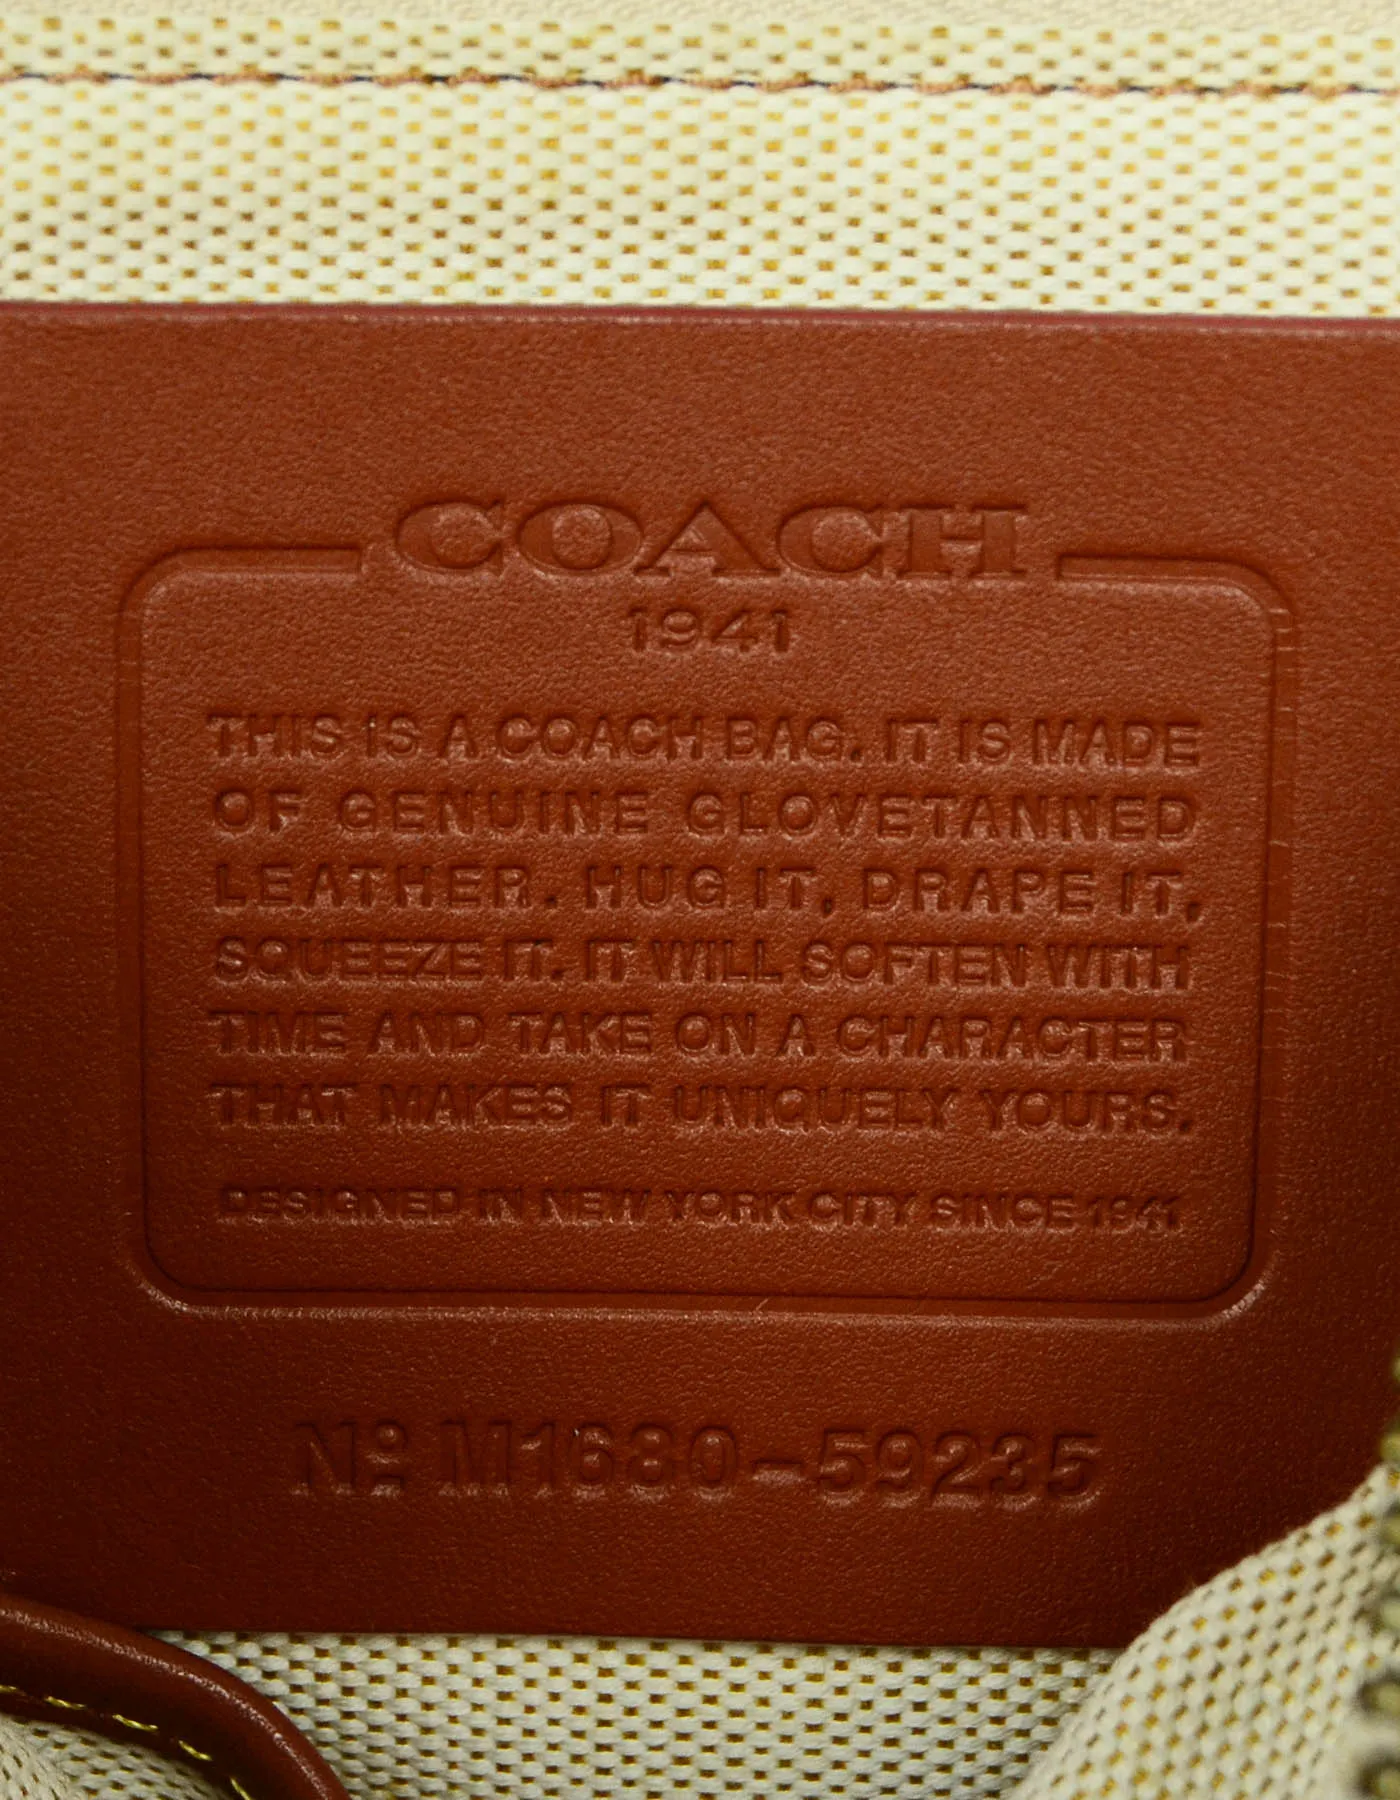 COACH
1941
THIS IS A COACH BAG. IT IS MADE
OF GENUINE GLOVETANNED
LEATHER. HUG IT, DRAPE IT,
SQUEEZE IT. IT WILL SOFTEN WITH
TIME AND TAKE ON A CHARACTER
THAT MAKES IT UNIQUELY YOURS.
DESIGNED IN NEW YORK CITY SINCE 1941
Nº M1680-59235